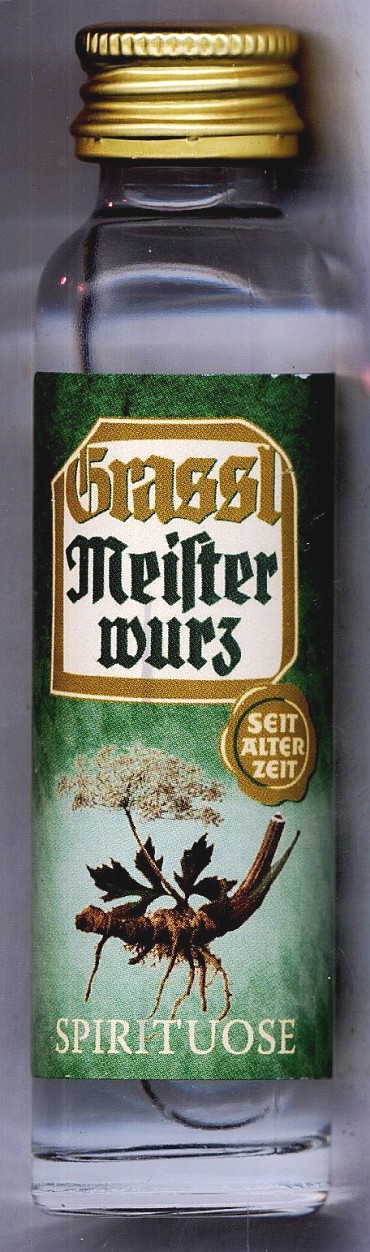 Grassl
Meiſter
wurz
SEIT
ALTER
ZEIT
SPIRITUOSE